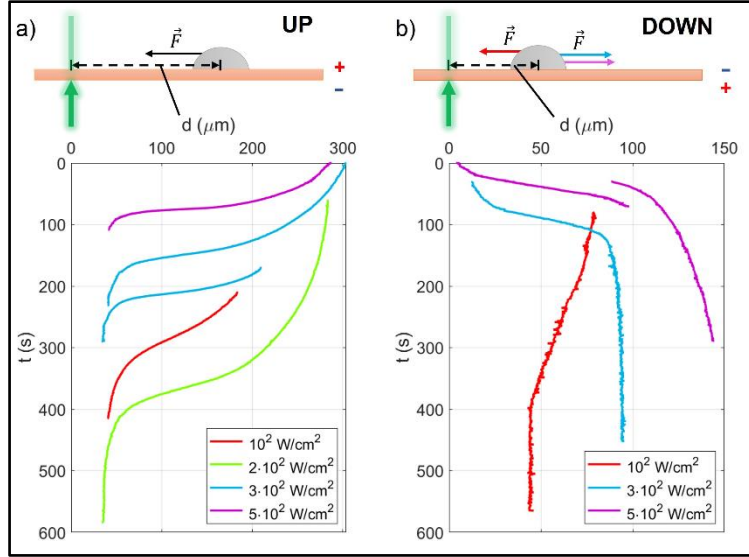 a) UP
F
+
−
d (μm)
0 100 200 300
0
100
200
300
400
500
600
t (s)
10² W/cm²
2·10² W/cm²
3·10² W/cm²
5·10² W/cm²
b) DOWN
F F
−
+
d (μm)
0 50 100 150
0
100
200
300
400
500
600
t (s)
10² W/cm²
3·10² W/cm²
5·10² W/cm²